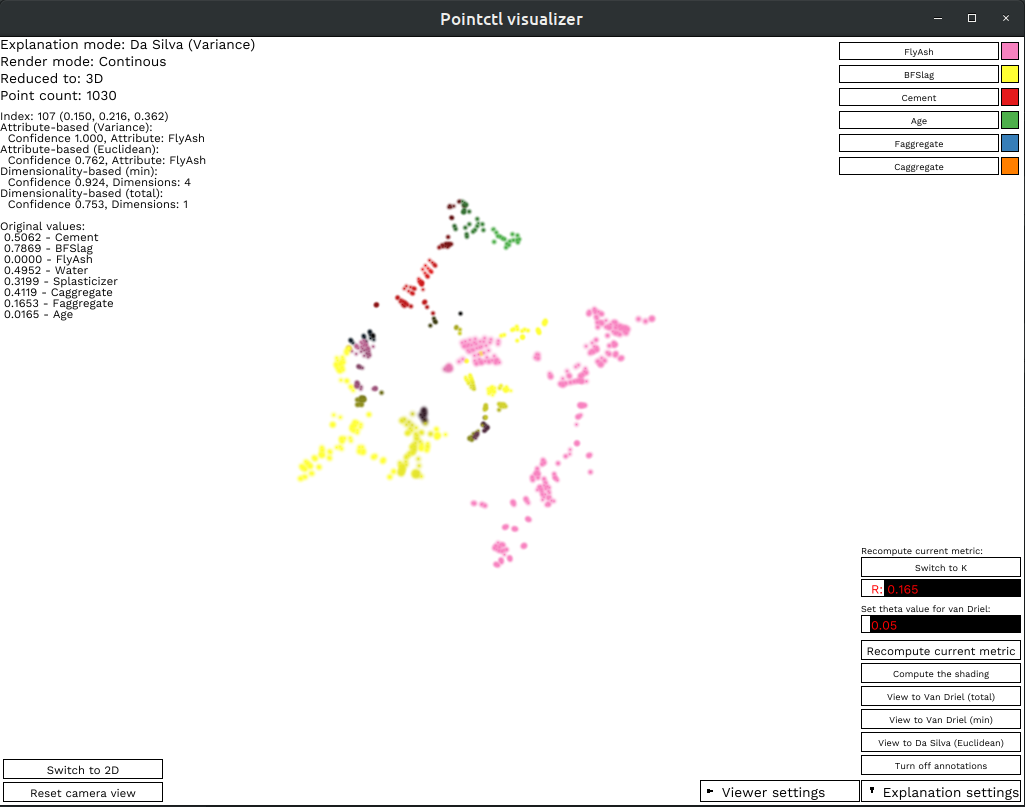 Pointctl visualizer
Explanation mode: Da Silva (Variance)
Render mode: Continous
Reduced to: 3D
Point count: 1030
Index: 107 (0.150, 0.216, 0.362)
Attribute-based (Variance):
Confidence 1.000, Attribute: FlyAsh
Attribute-based (Euclidean):
Confidence 0.762, Attribute: FlyAsh
Dimensionality-based (min):
Confidence 0.924, Dimensions: 4
Dimensionality-based (total):
Confidence 0.753, Dimensions: 1
Original values:
0.5062 - Cement
0.7869 - BFSlag
0.0000 - FlyAsh
0.4952 - Water
0.3199 - Splasticizer
0.4119 - Caggregate
0.1653 - Faggregate
0.0165 - Age
FlyAsh
BFSlag
Cement
Age
Faggregate
Caggregate
Recompute current metric:
Switch to K
R: 0.165
Set theta value for van Driel:
0.05
Recompute current metric
Compute the shading
View to Van Driel (total)
View to Van Driel (min)
View to Da Silva (Euclidean)
Turn off annotations
Switch to 2D
Reset camera view
Viewer settings
Explanation settings